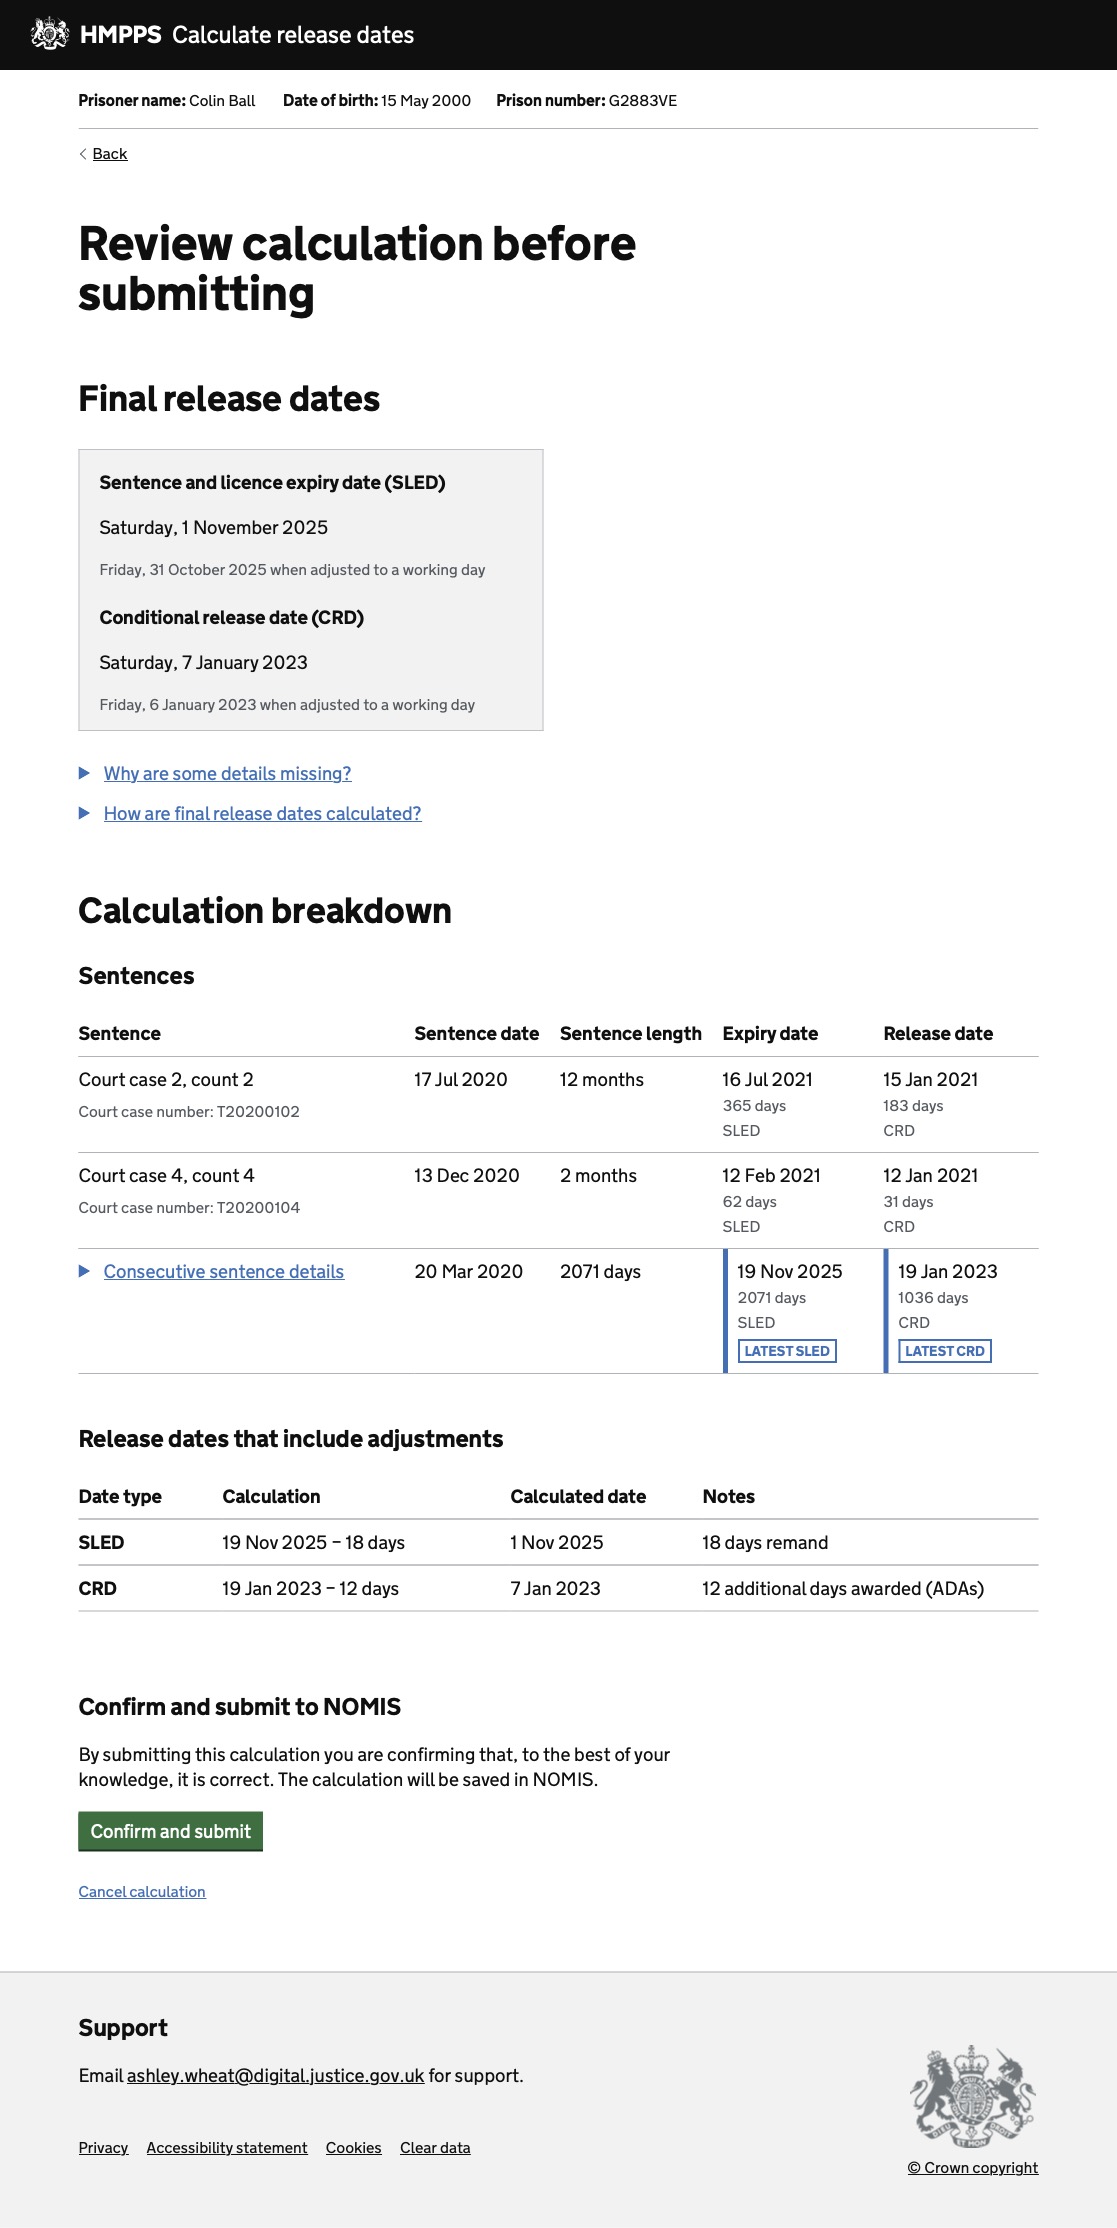 HMPPS Calculate release dates
Prisoner name: Colin Ball Date of birth: 15 May 2000 Prison number: G2883VE
Back
Review calculation before
submitting
Final release dates
Sentence and licence expiry date (SLED)
Saturday, 1 November 2025
Friday, 31 October 2025 when adjusted to a working day
Conditional release date (CRD)
Saturday, 7 January 2023
Friday, 6 January 2023 when adjusted to a working day
Why are some details missing?
How are final release dates calculated?
Calculation breakdown
Sentences
Sentence Sentence date Sentence length Expiry date Release date
Court case 2, count 2 17 Jul 2020 12 months 16 Jul 2021 15 Jan 2021
Court case number: T20200102 365 days 183 days
SLED CRD
Court case 4, count 4 13 Dec 2020 2 months 12 Feb 2021 12 Jan 2021
Court case number: T20200104 62 days 31 days
SLED CRD
Consecutive sentence details 20 Mar 2020 2071 days 19 Nov 2025 19 Jan 2023
2071 days 1036 days
SLED CRD
LATEST SLED LATEST CRD
Release dates that include adjustments
Date type Calculation Calculated date Notes
SLED 19 Nov 2025 − 18 days 1 Nov 2025 18 days remand
CRD 19 Jan 2023 − 12 days 7 Jan 2023 12 additional days awarded (ADAs)
Confirm and submit to NOMIS
By submitting this calculation you are confirming that, to the best of your
knowledge, it is correct. The calculation will be saved in NOMIS.
Confirm and submit
Cancel calculation
Support
Email ashley.wheat@digital.justice.gov.uk for support.
Privacy Accessibility statement Cookies Clear data
© Crown copyright